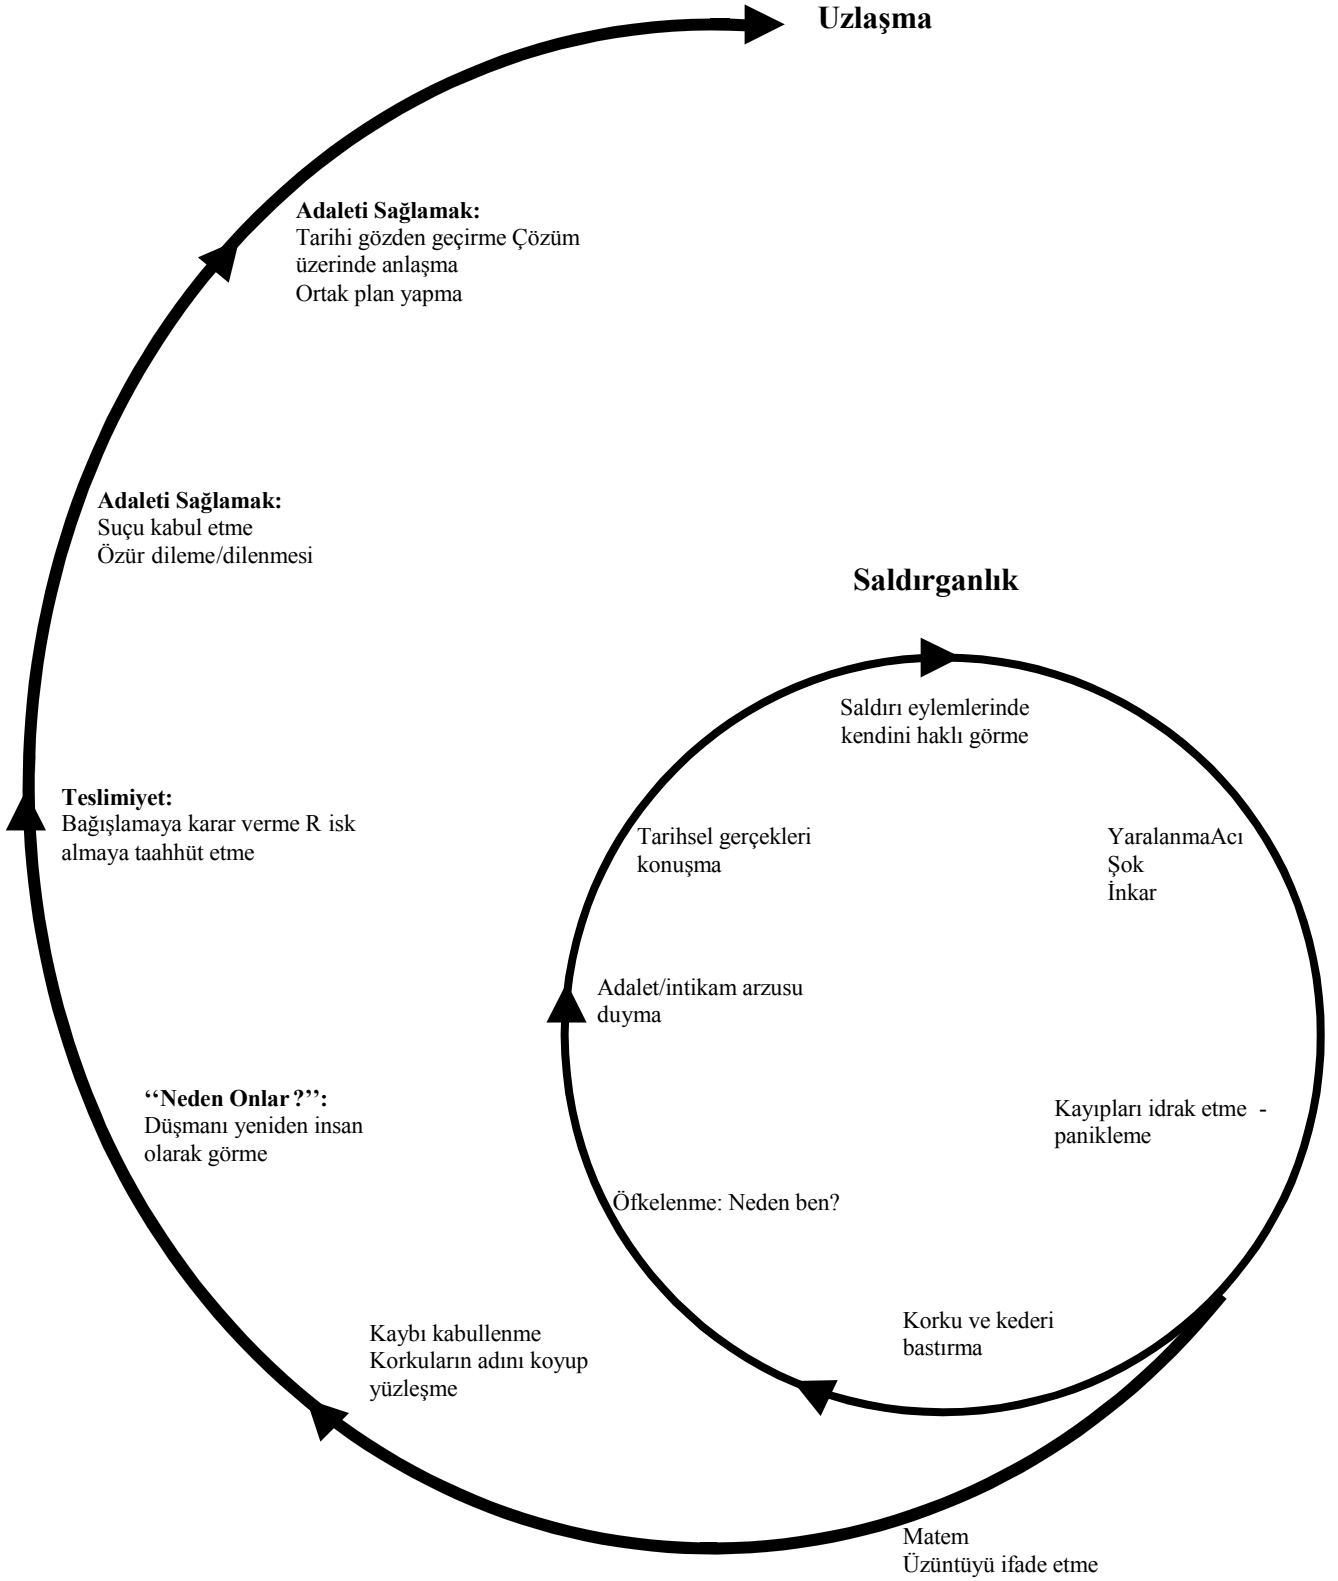 Uzlaşma
Adaleti Sağlamak:
Tarihi gözden geçirme Çözüm
üzerinde anlaşma
Ortak plan yapma
Adaleti Sağlamak:
Suçu kabul etme
Özür dileme/dilenmesi
Saldırganlık
Saldırı eylemlerinde
kendini haklı görme
Teslimiyet:
Bağışlamaya karar verme R isk
almaya taahhüt etme
Tarihsel gerçekleri
konuşma
YaralanmaAcı
Şok
İnkar
Adalet/intikam arzusu
duyma
‘‘Neden Onlar?’’:
Düşmanı yeniden insan
olarak görme
Kayıpları idrak etme -
panikleme
Öfkelenme: Neden ben?
Korku ve kederi
bastırma
Kaybı kabullenme
Korkuların adını koyup
yüzleşme
Matem
Üzüntüyü ifade etme